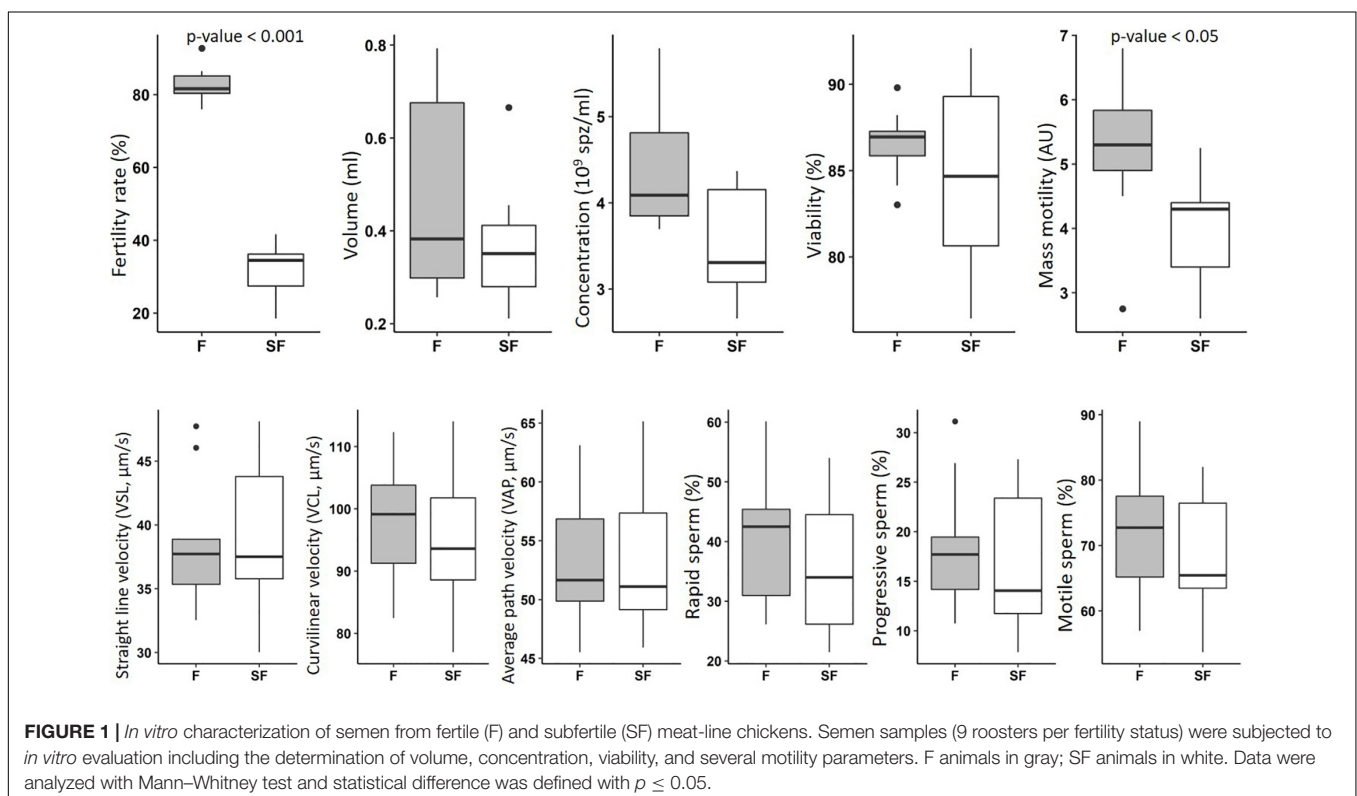 p-value < 0.001
Fertility rate (%)
80
60
40
20
F SF
Volume (ml)
0.8
0.6
0.4
0.2
F SF
Concentration (10⁹ spz/ml)
5
4
3
F SF
Viability (%)
90
85
80
F SF
p-value < 0.05
Mass motility (AU)
7
6
5
4
3
F SF
Straight line velocity (VSL, µm/s)
45
40
35
30
F SF
Curvilinear velocity (VCL, µm/s)
110
100
90
80
F SF
Average path velocity (VAP, µm/s)
65
60
55
50
45
F SF
Rapid sperm (%)
60
50
40
30
20
F SF
Progressive sperm (%)
30
25
20
15
10
F SF
Motile sperm (%)
90
80
70
60
F SF
FIGURE 1 | In vitro characterization of semen from fertile (F) and subfertile (SF) meat-line chickens. Semen samples (9 roosters per fertility status) were subjected to
in vitro evaluation including the determination of volume, concentration, viability, and several motility parameters. F animals in gray; SF animals in white. Data were
analyzed with Mann–Whitney test and statistical difference was defined with p ≤ 0.05.